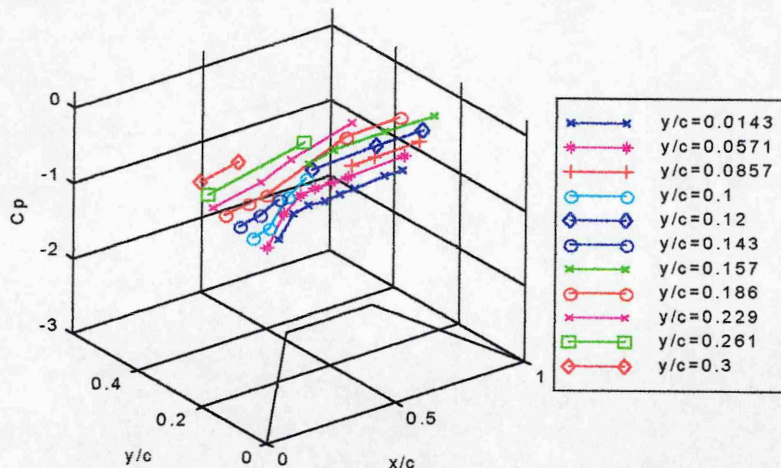 0
-1
-2
-3
Cp
0.4
0.2
0
y/c
0
0.5
1
x/c
y/c=0.0143
y/c=0.0571
y/c=0.0857
y/c=0.1
y/c=0.12
y/c=0.143
y/c=0.157
y/c=0.186
y/c=0.229
y/c=0.261
y/c=0.3